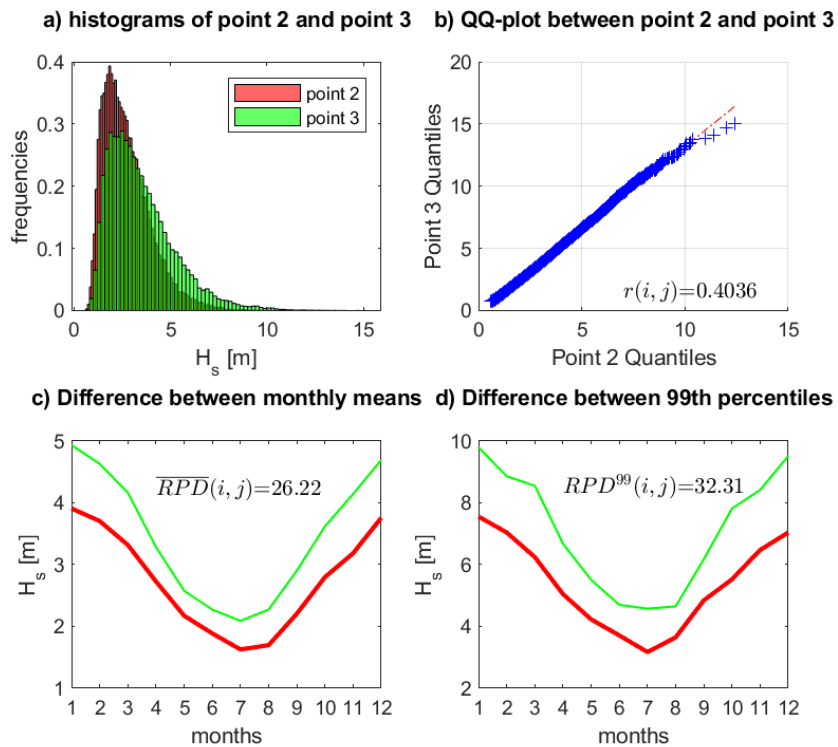 a) histograms of point 2 and point 3
0.4
0.3
0.2
0.1
0
frequencies
point 2
point 3
0 5 10 15
H_s [m]
b) QQ-plot between point 2 and point 3
20
15
10
5
0
Point 3 Quantiles
r(i, j)=0.4036
0 5 10 15
Point 2 Quantiles
c) Difference between monthly means
5
4
3
2
1
H_s [m]
RPD(i, j)=26.22
1 2 3 4 5 6 7 8 9 10 11 12
months
d) Difference between 99th percentiles
10
8
6
4
2
H_s [m]
RPD^99(i, j)=32.31
1 2 3 4 5 6 7 8 9 10 11 12
months